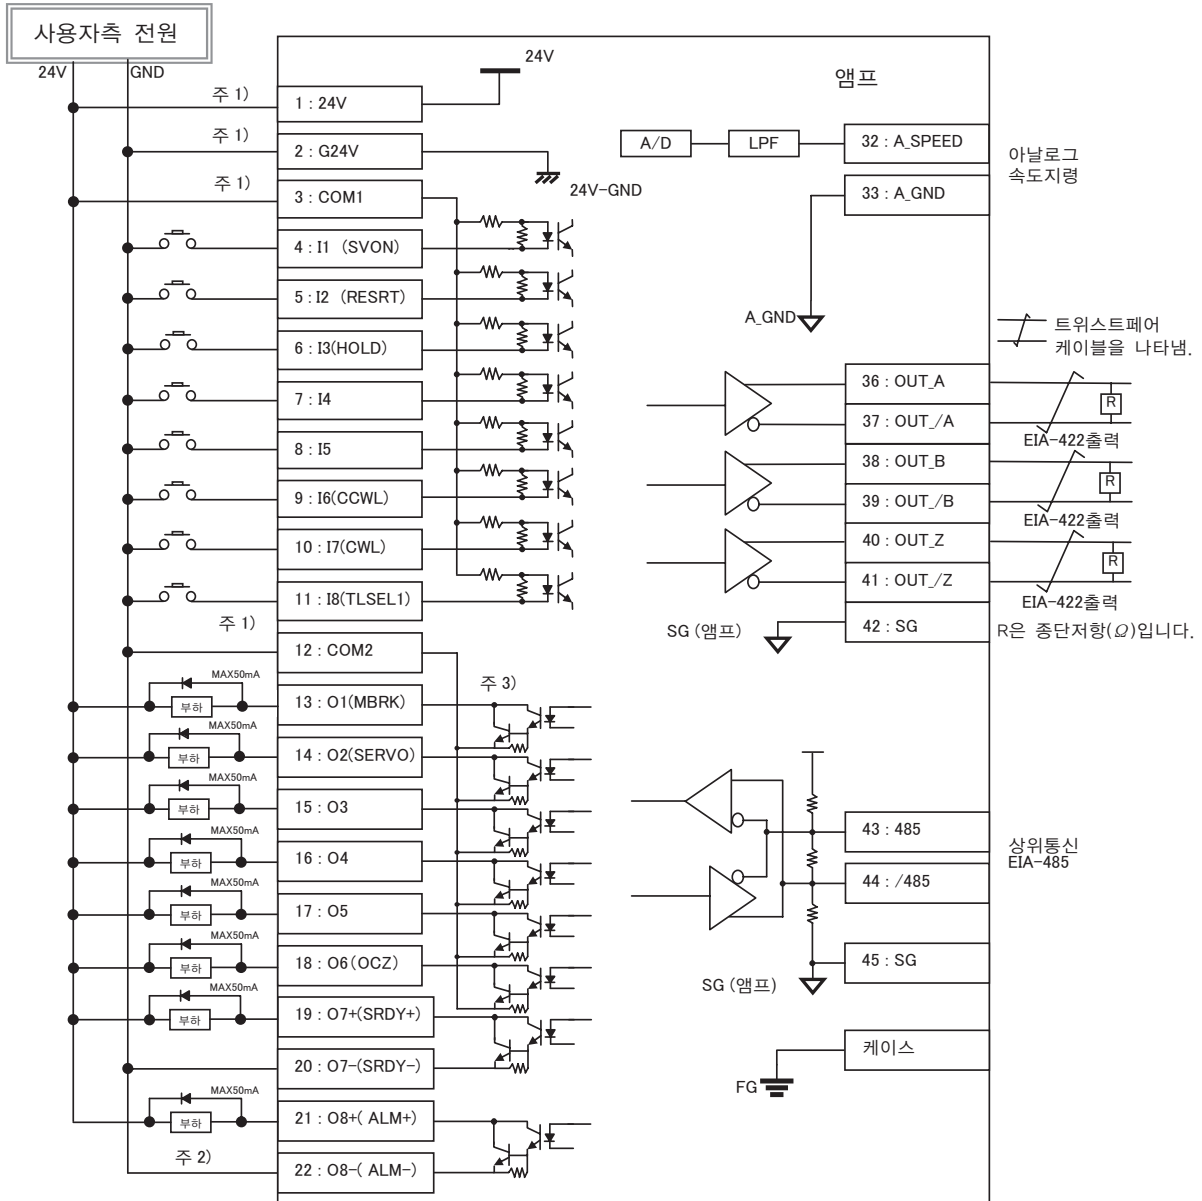 사용자측 전원
24V
GND
주 1)
1 : 24V
24V
앰프
주 1)
2 : G24V
24V-GND
주 1)
3 : COM1
4 : I1 (SVON)
5 : I2 (RESRT)
6 : I3(HOLD)
7 : I4
8 : I5
9 : I6(CCWL)
10 : I7(CWL)
11 : I8(TLSEL1)
주 1)
12 : COM2
주 3)
MAX50mA
부하
13 : O1(MBRK)
MAX50mA
부하
14 : O2(SERVO)
MAX50mA
부하
15 : O3
MAX50mA
부하
16 : O4
MAX50mA
부하
17 : O5
MAX50mA
부하
18 : O6(OCZ)
MAX50mA
부하
19 : O7+(SRDY+)
20 : O7-(SRDY-)
MAX50mA
부하
21 : O8+( ALM+)
주 2)
22 : O8-( ALM-)
A/D
LPF
32 : A_SPEED
33 : A_GND
아날로그
속도지령
A_GND
트위스트페어
케이블을 나타냄.
36 : OUT_A
37 : OUT_/A
R
EIA-422출력
38 : OUT_B
39 : OUT_/B
R
EIA-422출력
40 : OUT_Z
41 : OUT_/Z
R
EIA-422출력
SG (앰프)
42 : SG
R은 종단저항(Ω)입니다.
43 : 485
44 : /485
상위통신
EIA-485
45 : SG
SG (앰프)
케이스
FG